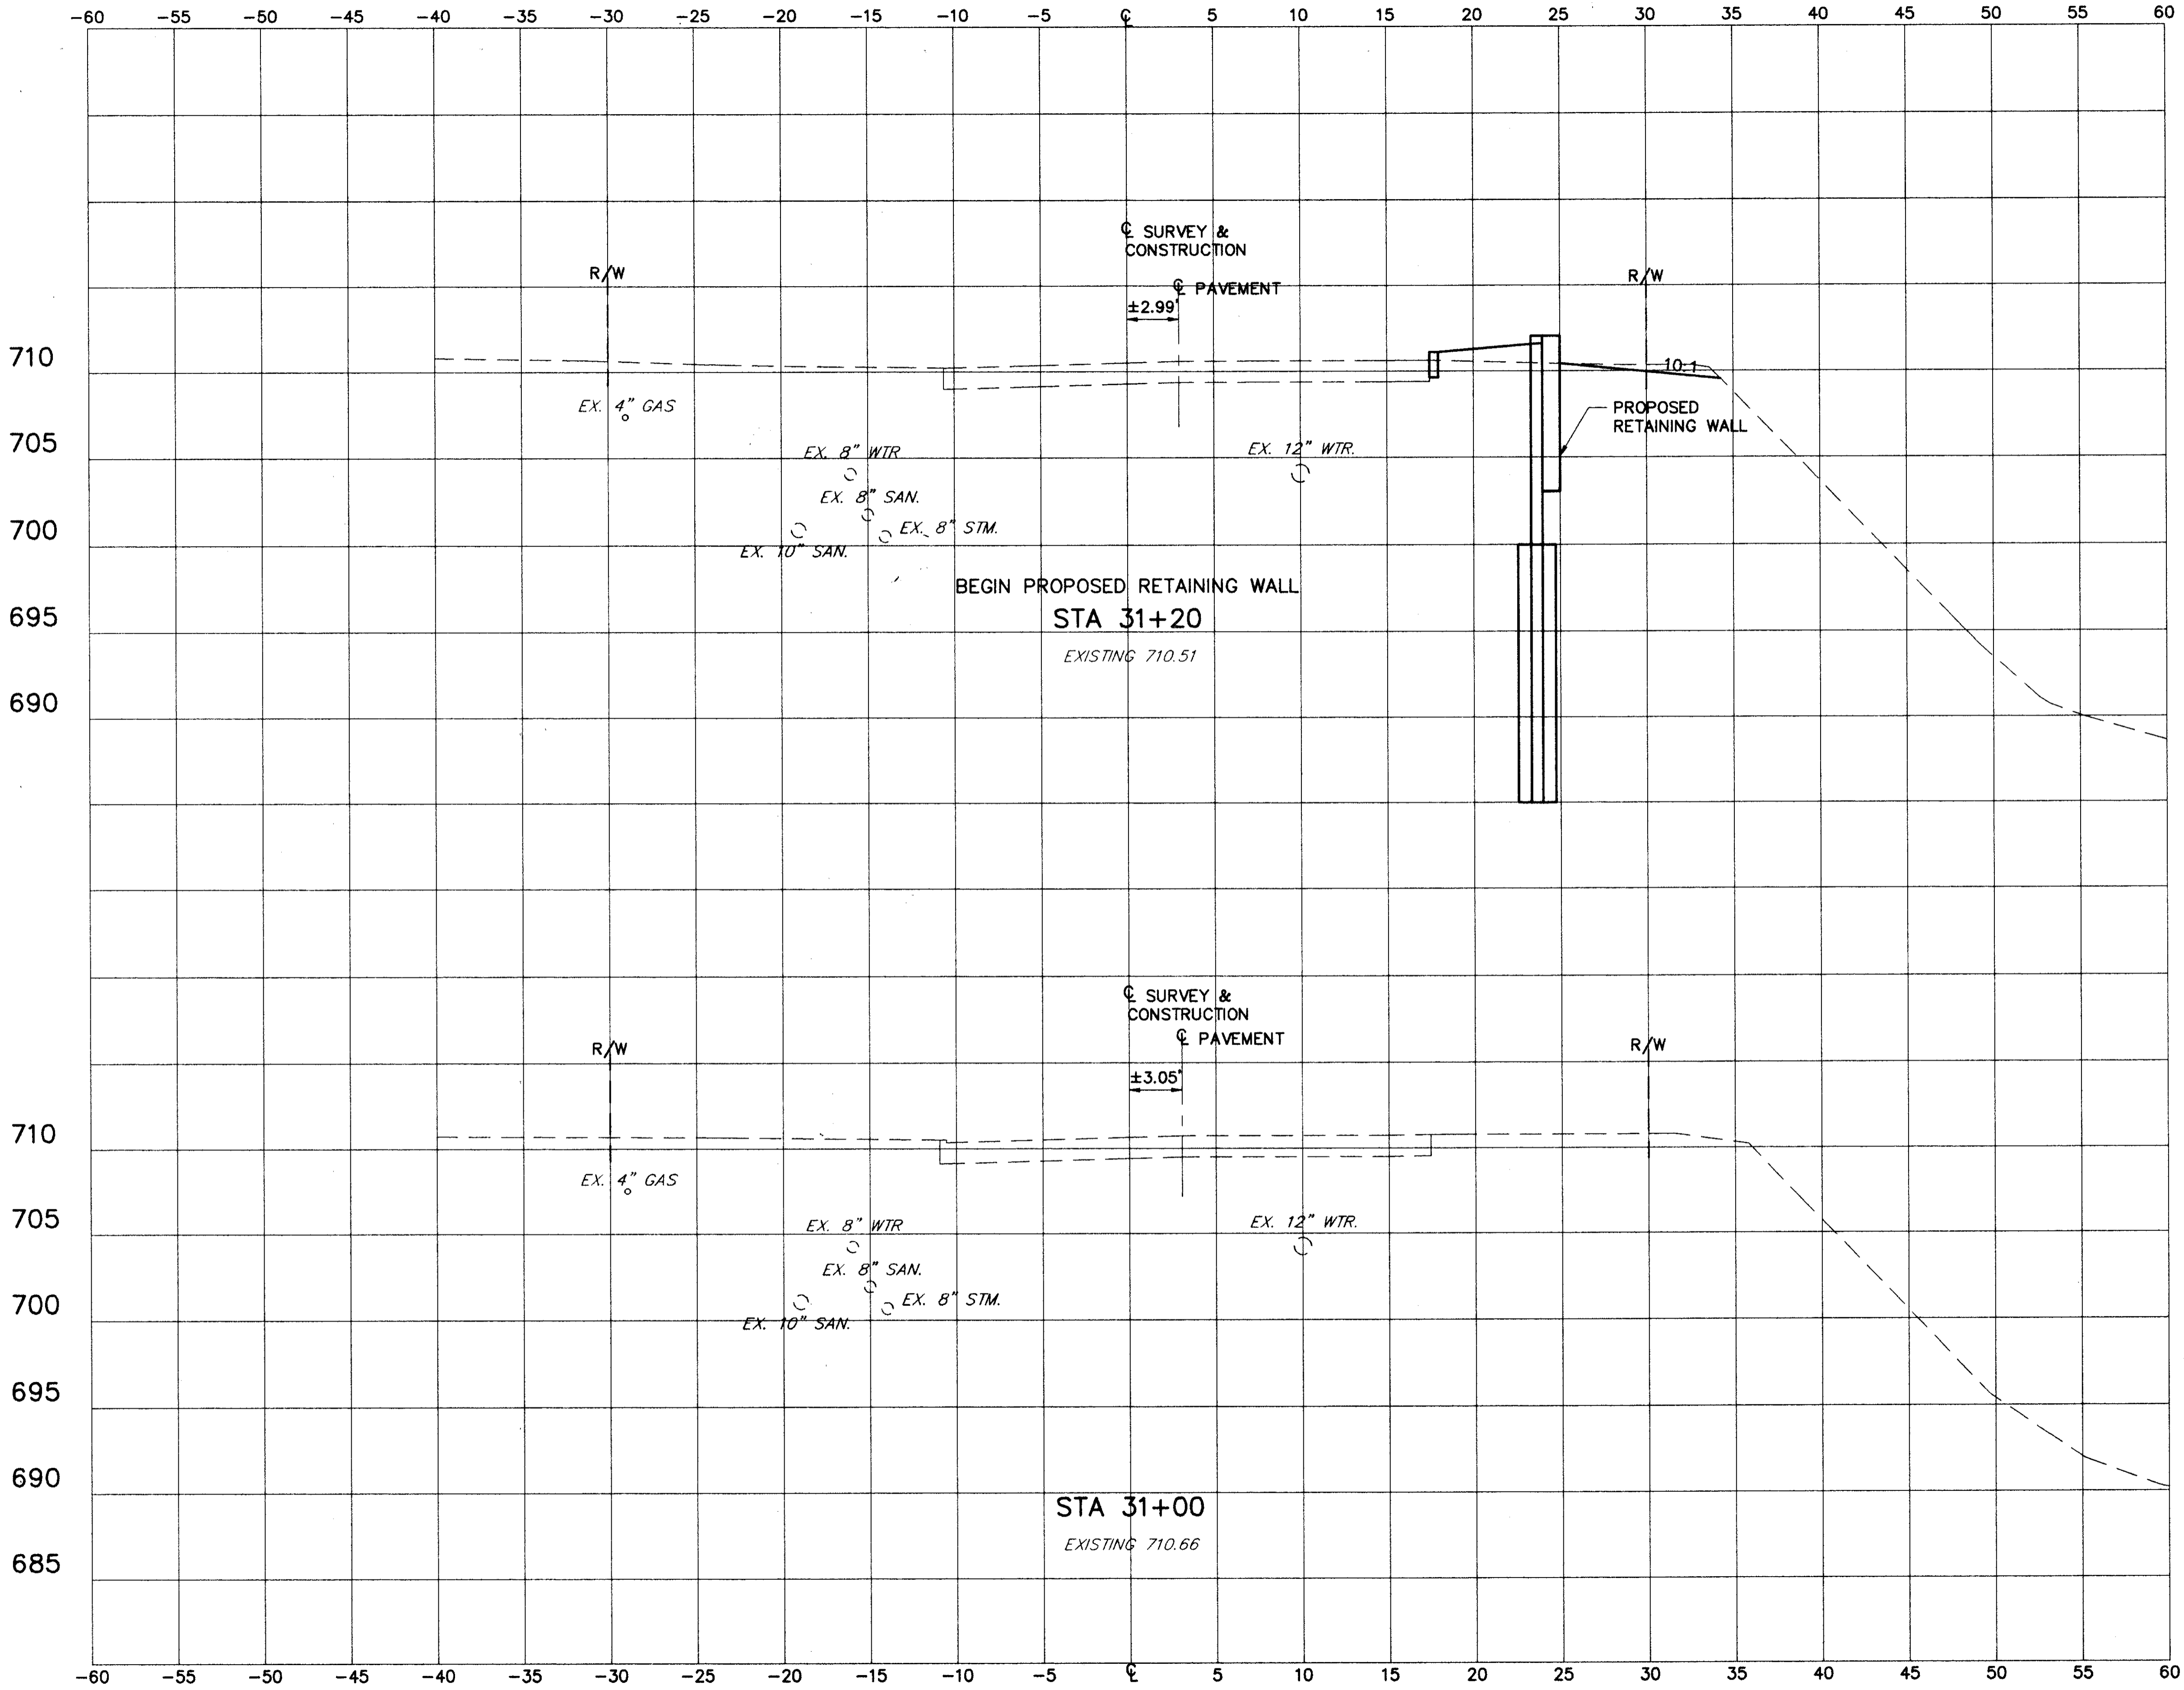 -60 -55 -50 -45 -40 -35 -30 -25 -20 -15 -10 -5 ℄ 5 10 15 20 25 30 35 40 45 50 55 60
℄ SURVEY &
CONSTRUCTION
R/W
R/W
℄ PAVEMENT
±2.99'
710
10:1
EX. 4" GAS
PROPOSED
RETAINING WALL
705
EX. 8" WTR
EX. 12" WTR.
EX. 8" SAN.
700
EX. 8" STM.
EX. 10" SAN.
BEGIN PROPOSED RETAINING WALL
695
STA 31+20
EXISTING 710.51
690
℄ SURVEY &
CONSTRUCTION
℄ PAVEMENT
R/W
R/W
±3.05'
710
EX. 4" GAS
705
EX. 8" WTR
EX. 12" WTR.
EX. 8" SAN.
700
EX. 8" STM.
EX. 10" SAN.
695
690
STA 31+00
EXISTING 710.66
685
-60 -55 -50 -45 -40 -35 -30 -25 -20 -15 -10 -5 ℄ 5 10 15 20 25 30 35 40 45 50 55 60